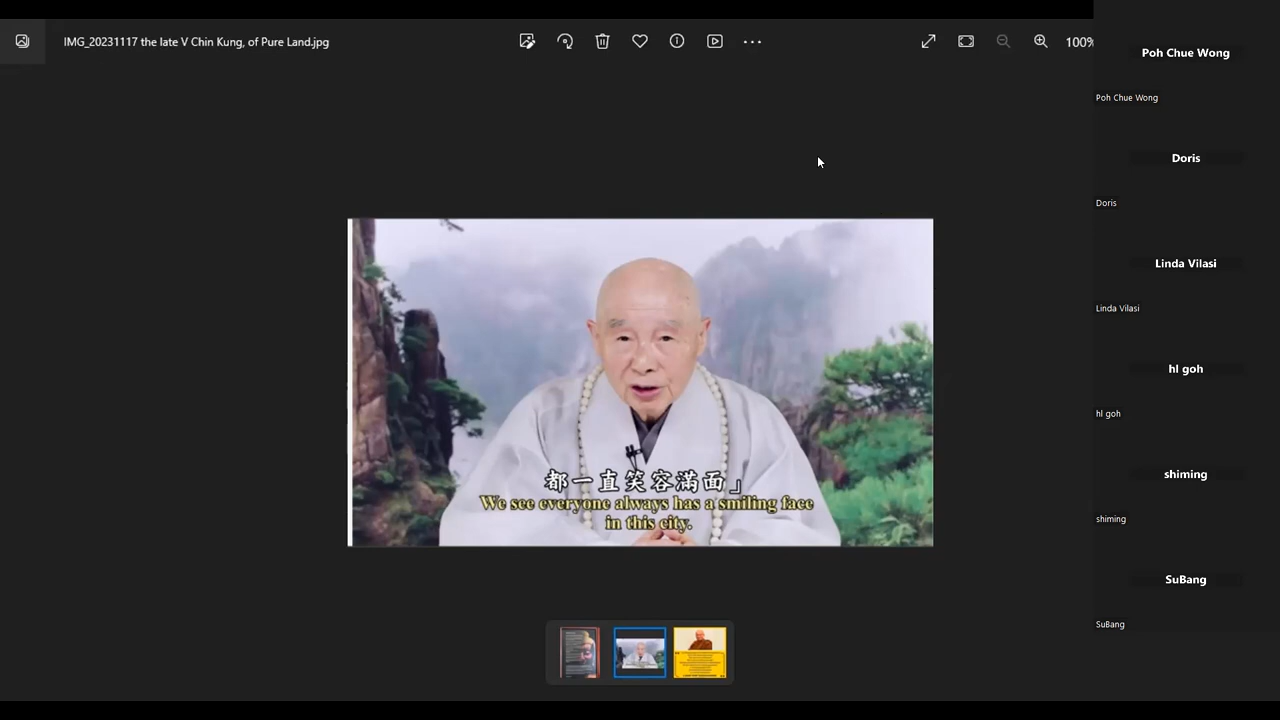 IMG_20231117 the late V Chin Kung, of Pure Land.jpg
100%
都一直笑容滿面」
We see everyone always has a smiling face
in this city.
Poh Chue Wong
Poh Chue Wong
Doris
Doris
Linda Vilasi
Linda Vilasi
hl goh
hl goh
shiming
shiming
SuBang
SuBang